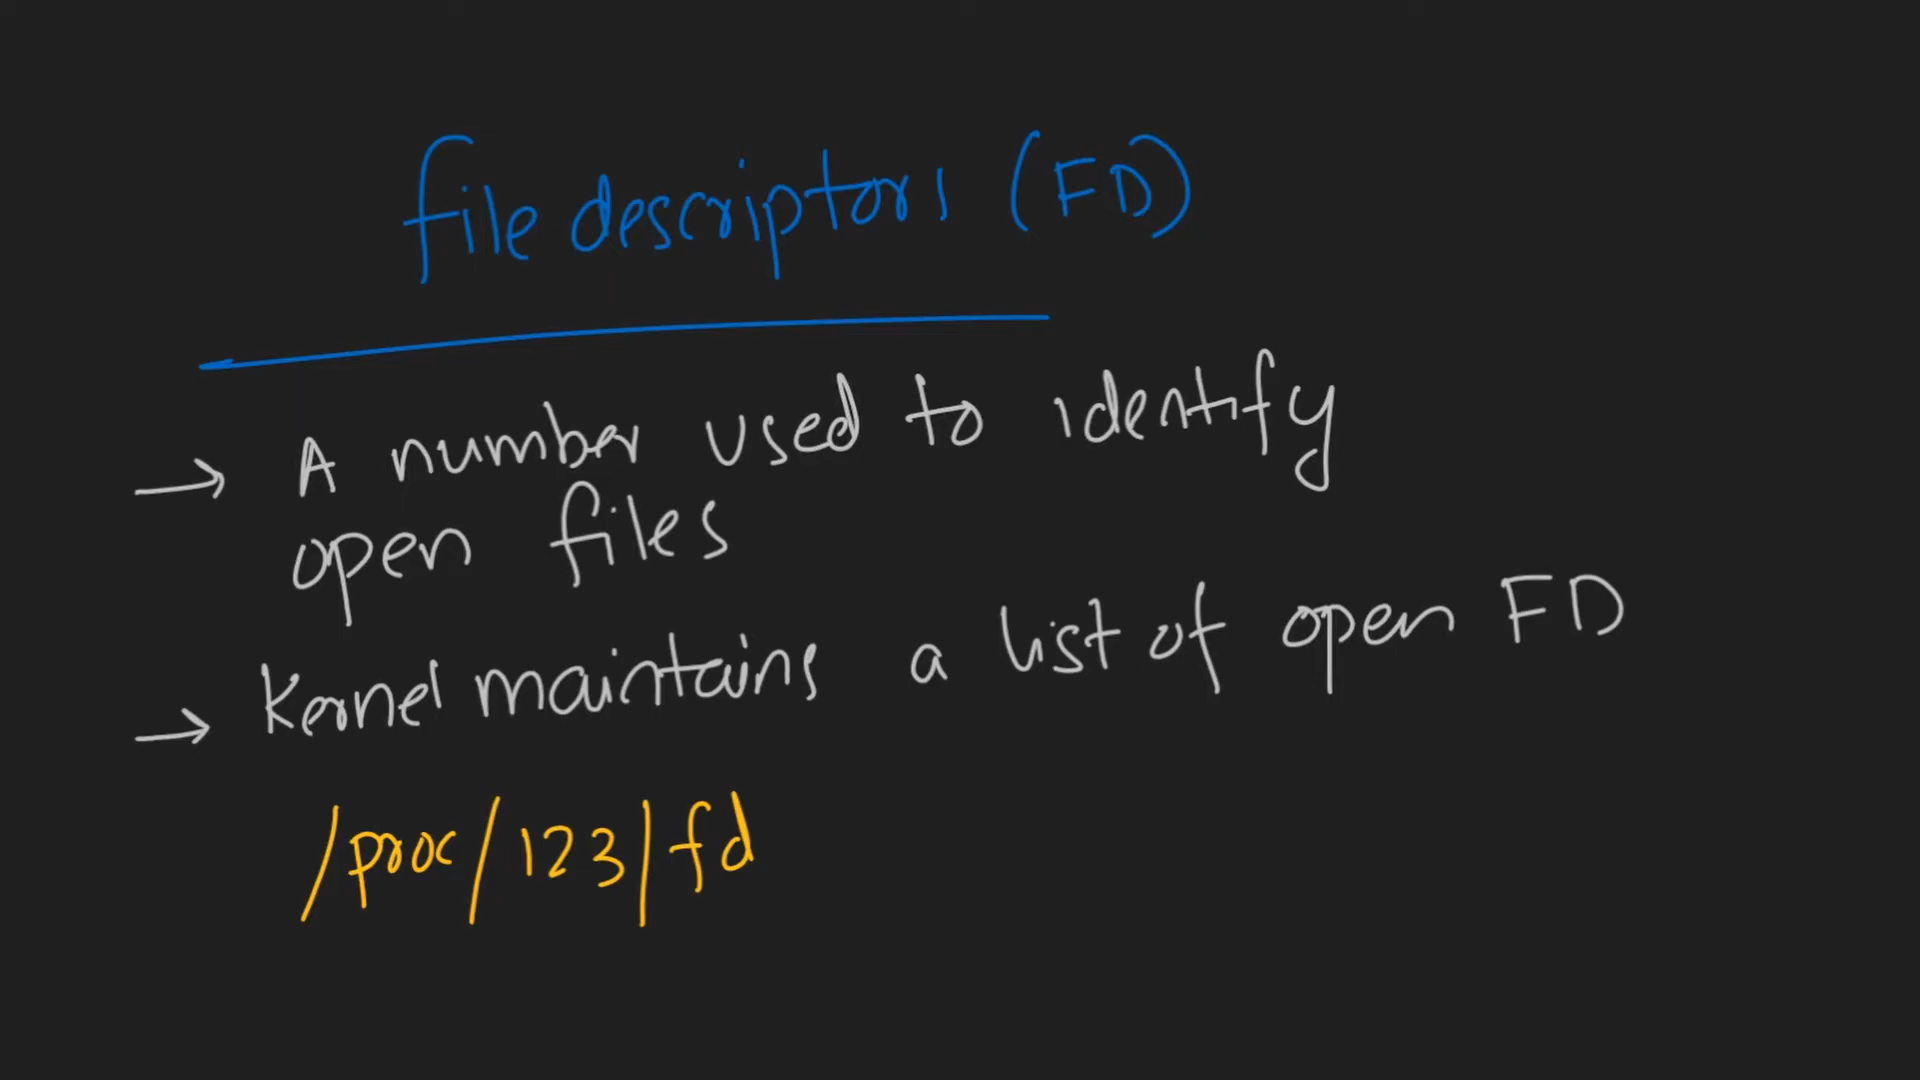 file descriptors (FD)
→ A number used to identify
open files
→ Kernel maintains a list of open FD
/proc/123/fd